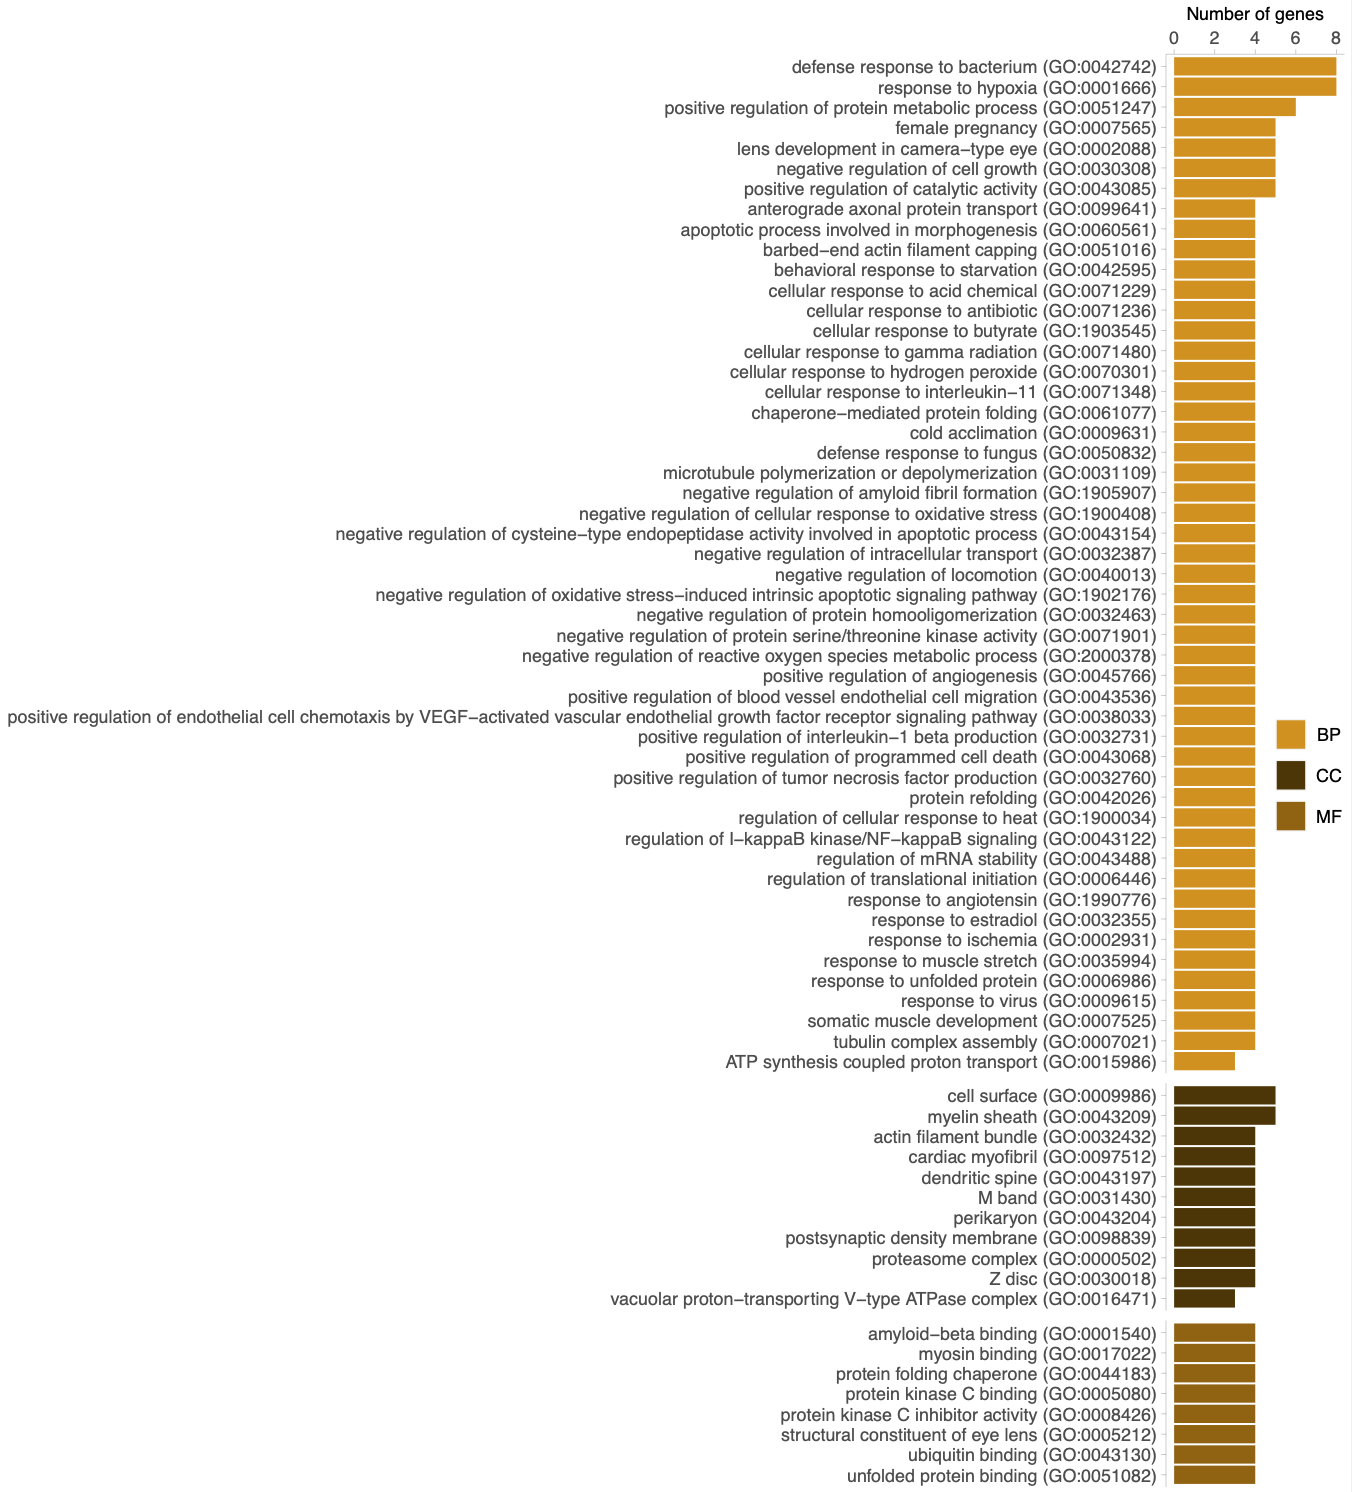 Number of genes
0 2 4 6 8
defense response to bacterium (GO:0042742)
response to hypoxia (GO:0001666)
positive regulation of protein metabolic process (GO:0051247)
female pregnancy (GO:0007565)
lens development in camera−type eye (GO:0002088)
negative regulation of cell growth (GO:0030308)
positive regulation of catalytic activity (GO:0043085)
anterograde axonal protein transport (GO:0099641)
apoptotic process involved in morphogenesis (GO:0060561)
barbed−end actin filament capping (GO:0051016)
behavioral response to starvation (GO:0042595)
cellular response to acid chemical (GO:0071229)
cellular response to antibiotic (GO:0071236)
cellular response to butyrate (GO:1903545)
cellular response to gamma radiation (GO:0071480)
cellular response to hydrogen peroxide (GO:0070301)
cellular response to interleukin−11 (GO:0071348)
chaperone−mediated protein folding (GO:0061077)
cold acclimation (GO:0009631)
defense response to fungus (GO:0050832)
microtubule polymerization or depolymerization (GO:0031109)
negative regulation of amyloid fibril formation (GO:1905907)
negative regulation of cellular response to oxidative stress (GO:1900408)
negative regulation of cysteine−type endopeptidase activity involved in apoptotic process (GO:0043154)
negative regulation of intracellular transport (GO:0032387)
negative regulation of locomotion (GO:0040013)
negative regulation of oxidative stress−induced intrinsic apoptotic signaling pathway (GO:1902176)
negative regulation of protein homooligomerization (GO:0032463)
negative regulation of protein serine/threonine kinase activity (GO:0071901)
negative regulation of reactive oxygen species metabolic process (GO:2000378)
positive regulation of angiogenesis (GO:0045766)
positive regulation of blood vessel endothelial cell migration (GO:0043536)
positive regulation of endothelial cell chemotaxis by VEGF−activated vascular endothelial growth factor receptor signaling pathway (GO:0038033)
positive regulation of interleukin−1 beta production (GO:0032731)
positive regulation of programmed cell death (GO:0043068)
positive regulation of tumor necrosis factor production (GO:0032760)
protein refolding (GO:0042026)
regulation of cellular response to heat (GO:1900034)
regulation of I−kappaB kinase/NF−kappaB signaling (GO:0043122)
regulation of mRNA stability (GO:0043488)
regulation of translational initiation (GO:0006446)
response to angiotensin (GO:1990776)
response to estradiol (GO:0032355)
response to ischemia (GO:0002931)
response to muscle stretch (GO:0035994)
response to unfolded protein (GO:0006986)
response to virus (GO:0009615)
somatic muscle development (GO:0007525)
tubulin complex assembly (GO:0007021)
ATP synthesis coupled proton transport (GO:0015986)
cell surface (GO:0009986)
myelin sheath (GO:0043209)
actin filament bundle (GO:0032432)
cardiac myofibril (GO:0097512)
dendritic spine (GO:0043197)
M band (GO:0031430)
perikaryon (GO:0043204)
postsynaptic density membrane (GO:0098839)
proteasome complex (GO:0000502)
Z disc (GO:0030018)
vacuolar proton−transporting V−type ATPase complex (GO:0016471)
amyloid−beta binding (GO:0001540)
myosin binding (GO:0017022)
protein folding chaperone (GO:0044183)
protein kinase C binding (GO:0005080)
protein kinase C inhibitor activity (GO:0008426)
structural constituent of eye lens (GO:0005212)
ubiquitin binding (GO:0043130)
unfolded protein binding (GO:0051082)
BP
CC
MF